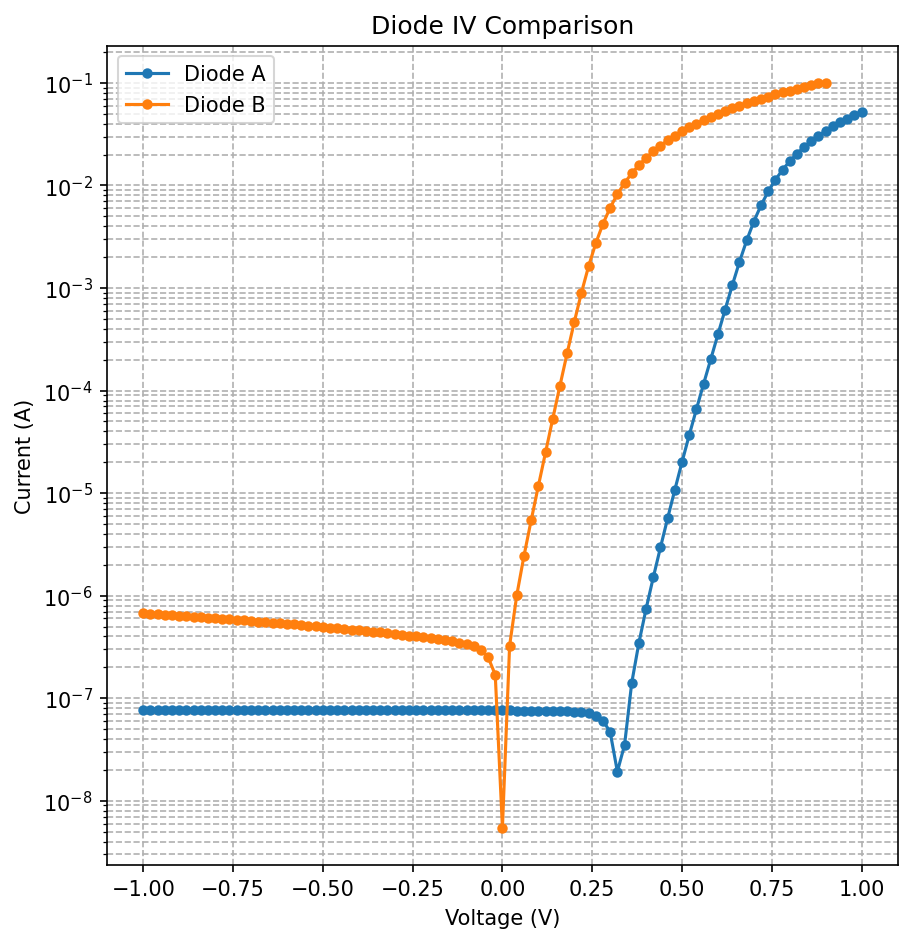 Diode IV Comparison
Diode A
Diode B
10⁻¹
10⁻²
10⁻³
10⁻⁴
10⁻⁵
10⁻⁶
10⁻⁷
10⁻⁸
Current (A)
−1.00 −0.75 −0.50 −0.25 0.00 0.25 0.50 0.75 1.00
Voltage (V)